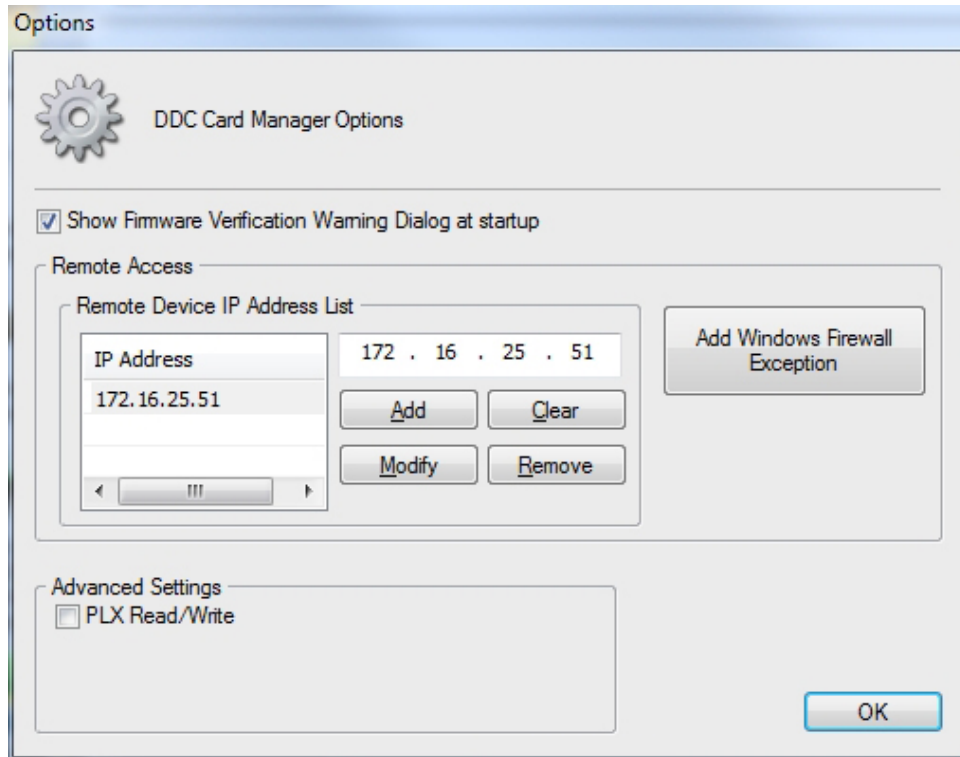 Options
DDC Card Manager Options
Show Firmware Verification Warning Dialog at startup
Remote Access
Remote Device IP Address List
IP Address
172.16.25.51
172 . 16 . 25 . 51
Add
Clear
Modify
Remove
Add Windows Firewall
Exception
Advanced Settings
PLX Read/Write
OK